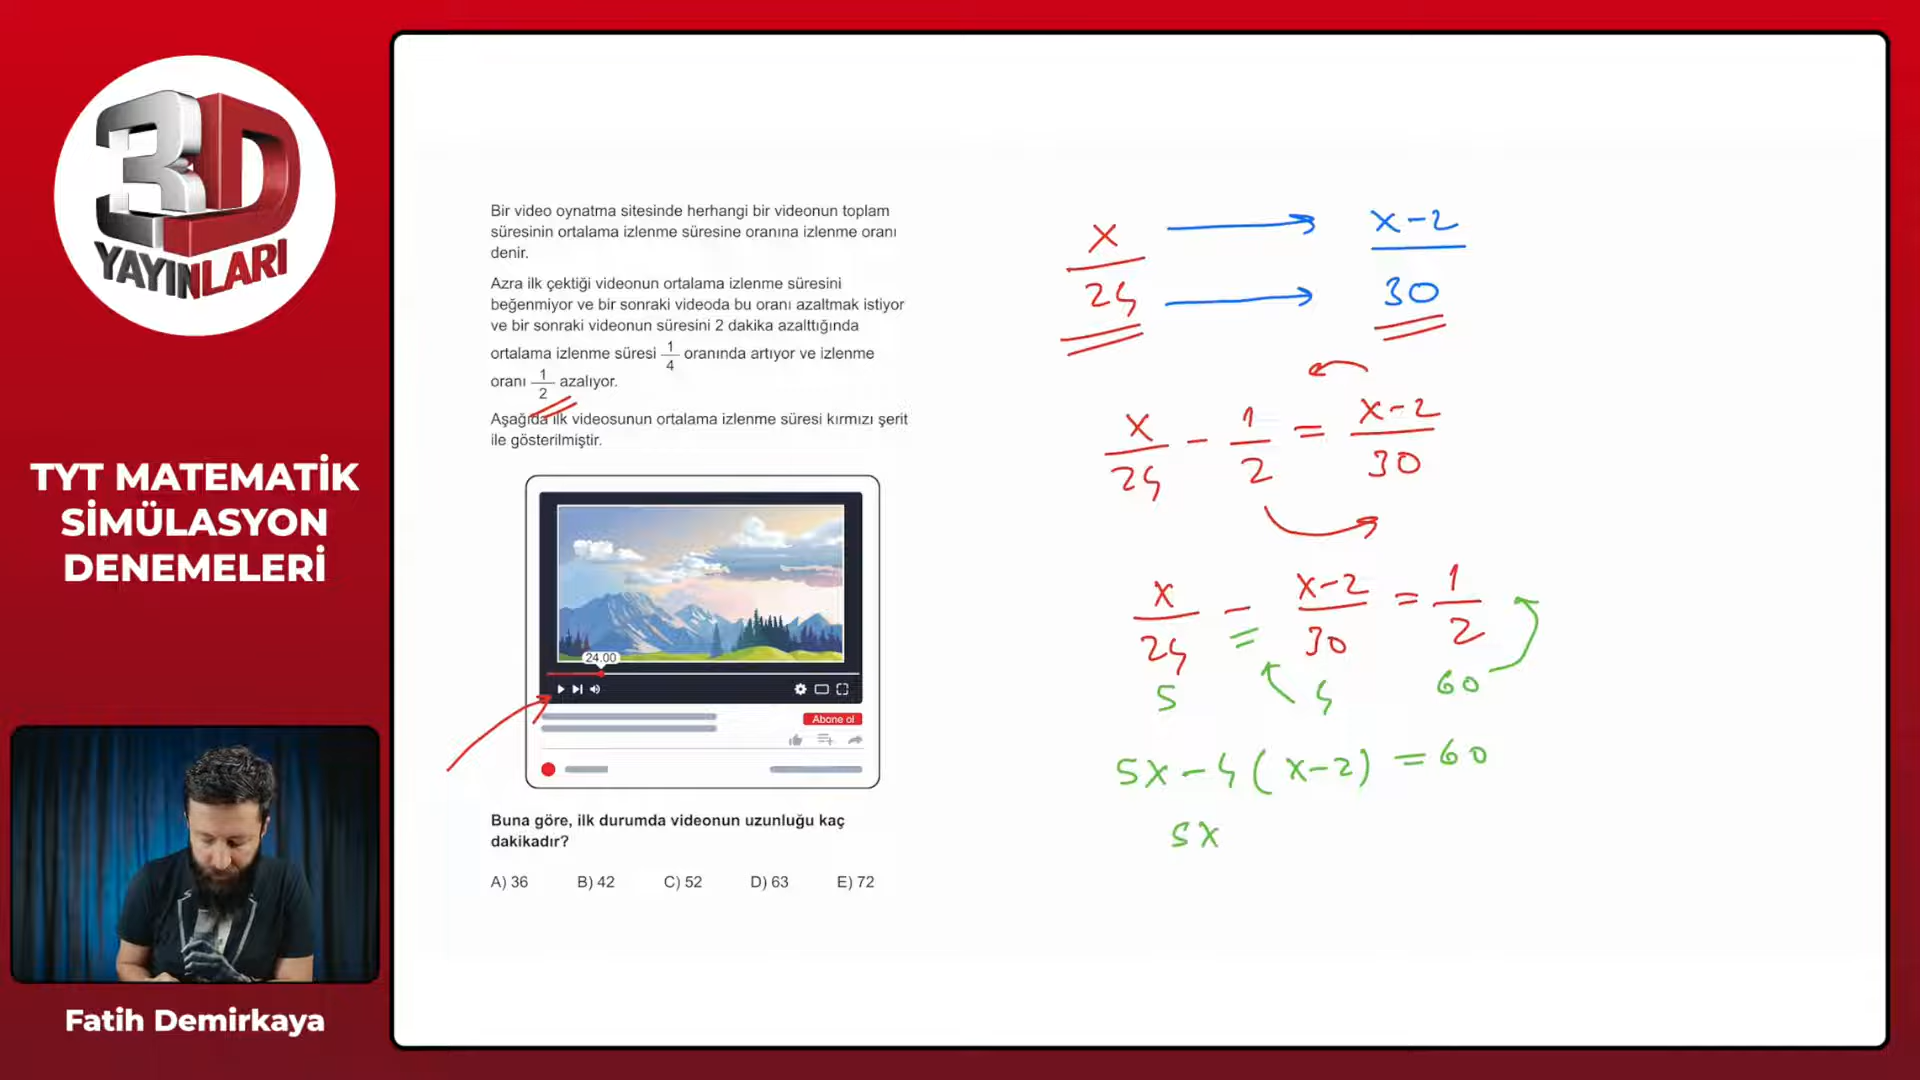 3D
YAYINLARI
TYT MATEMATİK
SİMÜLASYON
DENEMELERİ
Fatih Demirkaya
Bir video oynatma sitesinde herhangi bir videonun toplam
süresinin ortalama izlenme süresine oranına izlenme oranı
denir.
Azra ilk çektiği videonun ortalama izlenme süresini
beğenmiyor ve bir sonraki videoda bu oranı azaltmak istiyor
ve bir sonraki videonun süresini 2 dakika azalttığında
ortalama izlenme süresi 1/4 oranında artıyor ve izlenme
oranı 1/2 azalıyor.
Aşağıda ilk videosunun ortalama izlenme süresi kırmızı şerit
ile gösterilmiştir.
24.00
Abone ol
Buna göre, ilk durumda videonun uzunluğu kaç
dakikadır?
A) 36 B) 42 C) 52 D) 63 E) 72
x/24 x-2/30
x/24 - 1/2 = x-2/30
x/24 - x-2/30 = 1/2
5 4 60
5x - 4(x-2) = 60
5x